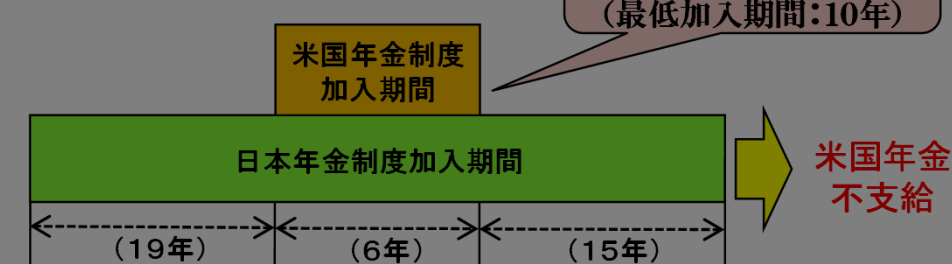 (最低加入期間：10年)
米国年金制度
加入期間
日本年金制度加入期間
米国年金
不支給
(19年)
(6年)
(15年)